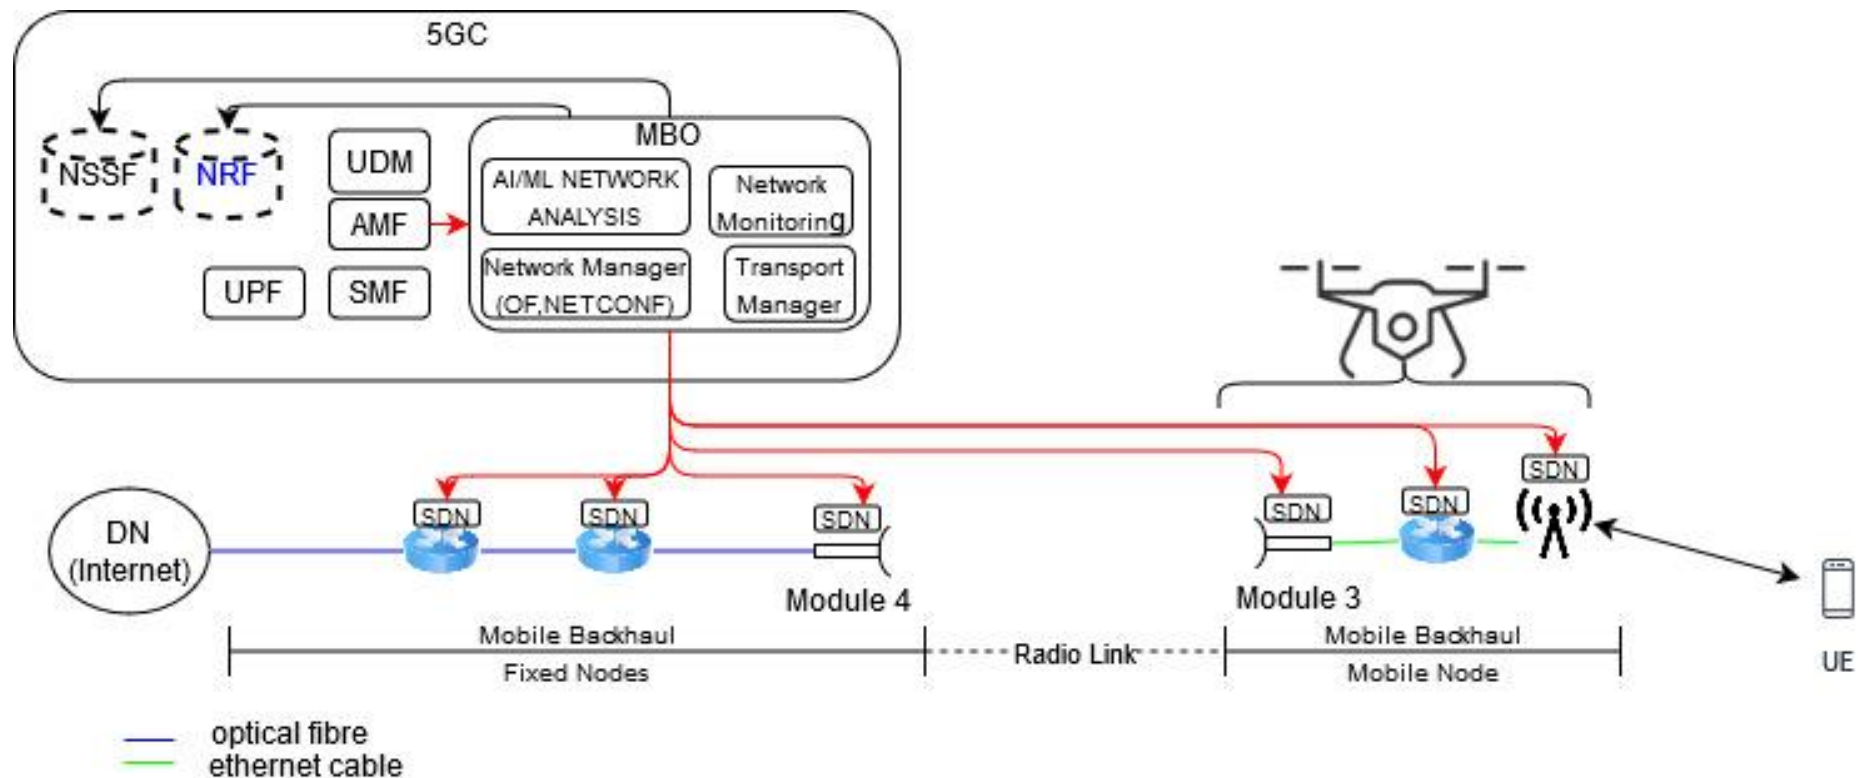 5GC
NSSF
NRF
UDM
AMF
UPF
SMF
MBO
AI/ML NETWORK
ANALYSIS
Network
Monitoring
Network Manager
(OF,NETCONF)
Transport
Manager
SDN
SDN
SDN
SDN
SDN
SDN
DN
(Internet)
Module 4
Module 3
Mobile Backhaul
Fixed Nodes
Radio Link
Mobile Backhaul
Mobile Node
UE
optical fibre
ethernet cable